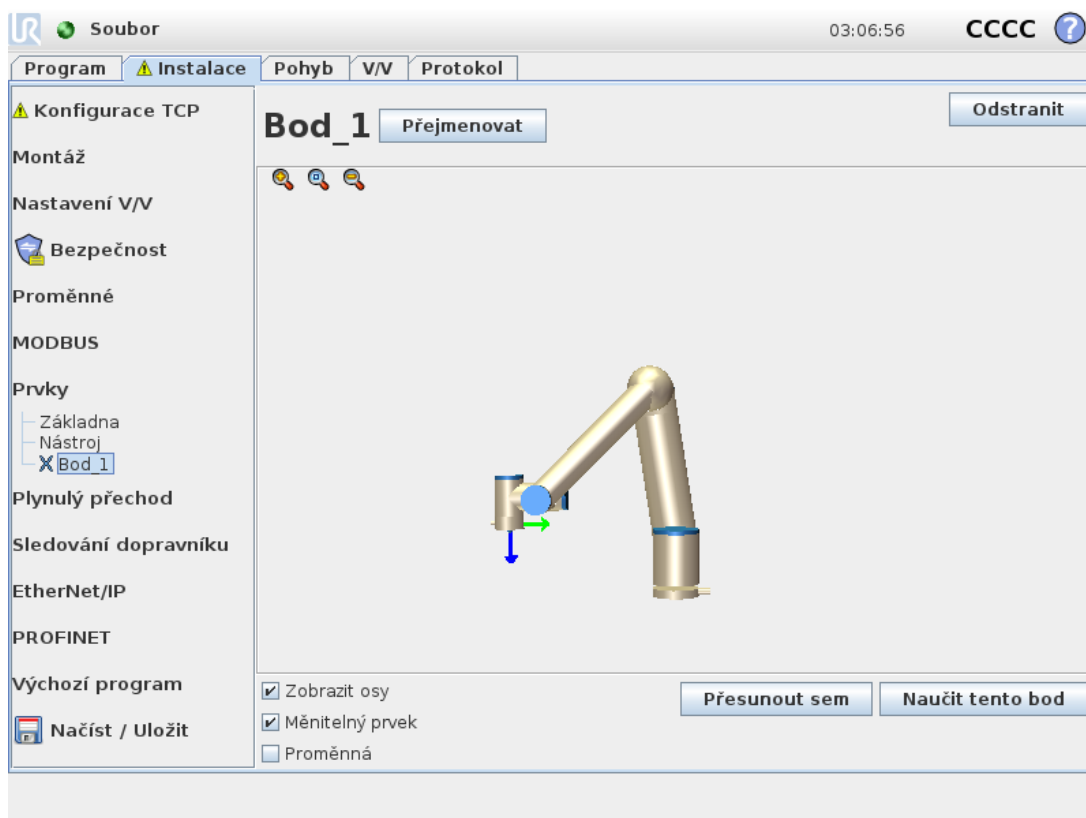 UR Soubor 03:06:56 CCCC ?
Program Instalace Pohyb V/V Protokol
Konfigurace TCP
Montáž
Nastavení V/V
Bezpečnost
Proměnné
MODBUS
Prvky
Základna
Nástroj
Bod_1
Plynulý přechod
Sledování dopravníku
EtherNet/IP
PROFINET
Výchozí program
Načíst / Uložit
Bod_1 Přejmenovat Odstranit
Zobrazit osy
Měnitelný prvek
Proměnná
Přesunout sem Naučit tento bod